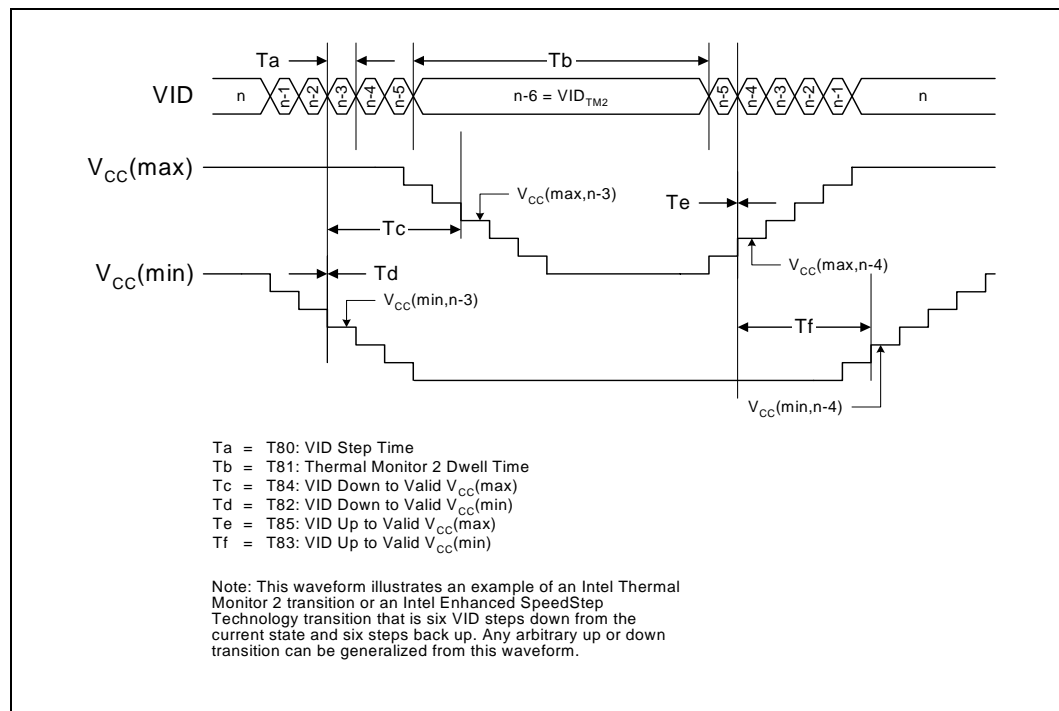 Ta
Tb
VID
n
n-1
n-2
n-3
n-4
n-5
n-6 = VID_TM2
n-5
n-4
n-3
n-2
n-1
n
V_CC(max)
V_CC(max,n-3)
Te
Tc
V_CC(max,n-4)
V_CC(min)
Td
V_CC(min,n-3)
Tf
V_CC(min,n-4)
Ta = T80: VID Step Time
Tb = T81: Thermal Monitor 2 Dwell Time
Tc = T84: VID Down to Valid V_CC(max)
Td = T82: VID Down to Valid V_CC(min)
Te = T85: VID Up to Valid V_CC(max)
Tf = T83: VID Up to Valid V_CC(min)
Note: This waveform illustrates an example of an Intel Thermal
Monitor 2 transition or an Intel Enhanced SpeedStep
Technology transition that is six VID steps down from the
current state and six steps back up. Any arbitrary up or down
transition can be generalized from this waveform.